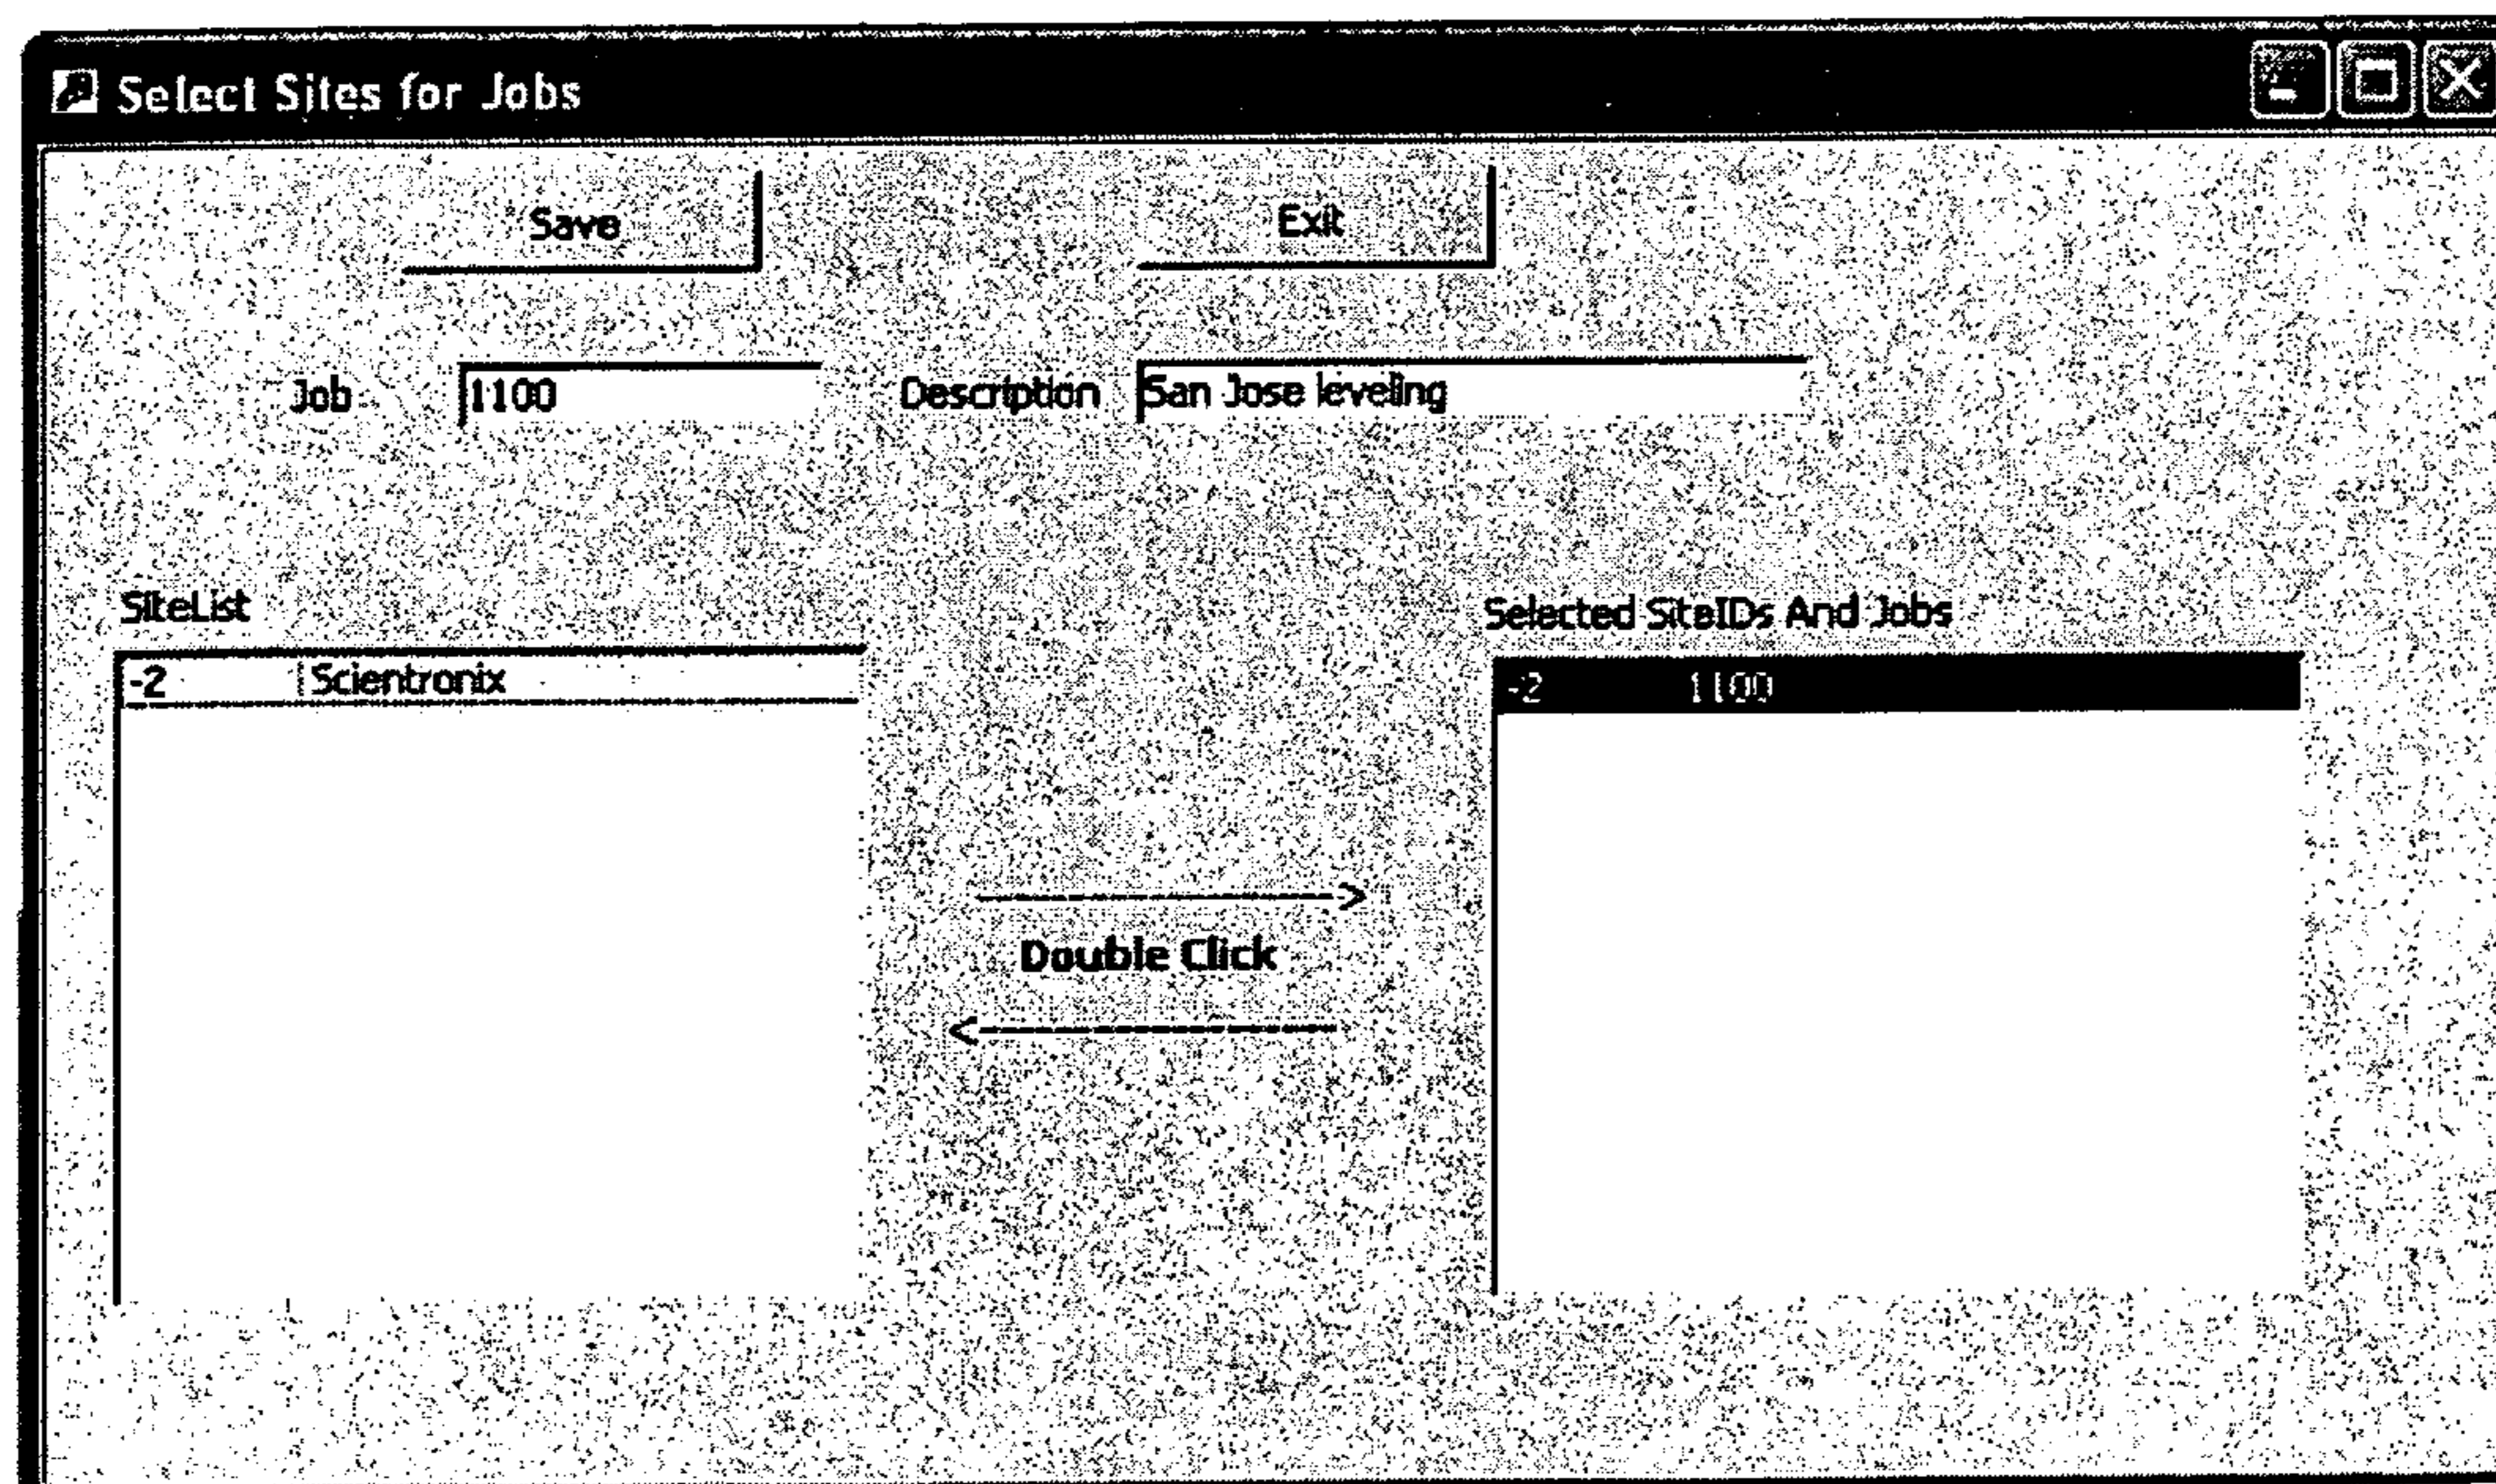 Select Sites for Jobs
Save Exit
Job 1100 Description San Jose leveling
SiteList Selected SiteIDs And Jobs
-2 Scientronix -2 1100
---------------->
Double Click
<----------------